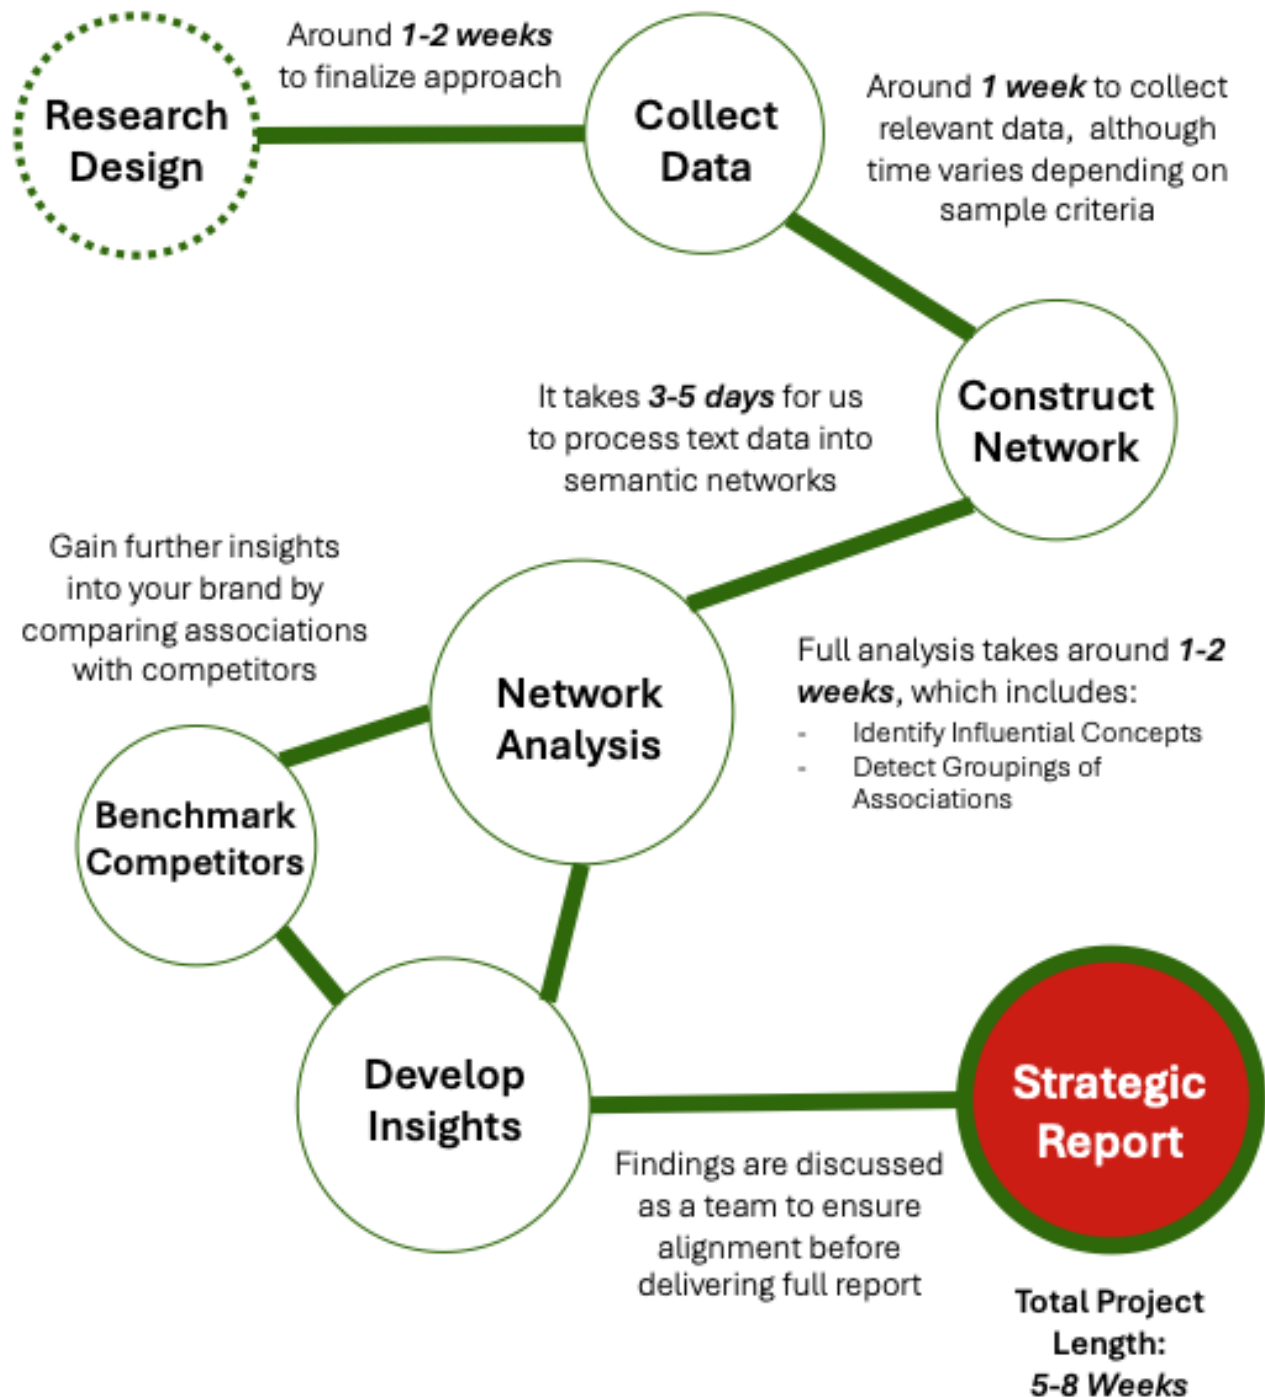 Research
Design
Around 1-2 weeks
to finalize approach
Collect
Data
Around 1 week to collect
relevant data, although
time varies depending on
sample criteria
Construct
Network
It takes 3-5 days for us
to process text data into
semantic networks
Network
Analysis
Full analysis takes around 1-2
weeks, which includes:
- Identify Influential Concepts
- Detect Groupings of
Associations
Gain further insights
into your brand by
comparing associations
with competitors
Benchmark
Competitors
Develop
Insights
Findings are discussed
as a team to ensure
alignment before
delivering full report
Strategic
Report
Total Project
Length:
5-8 Weeks